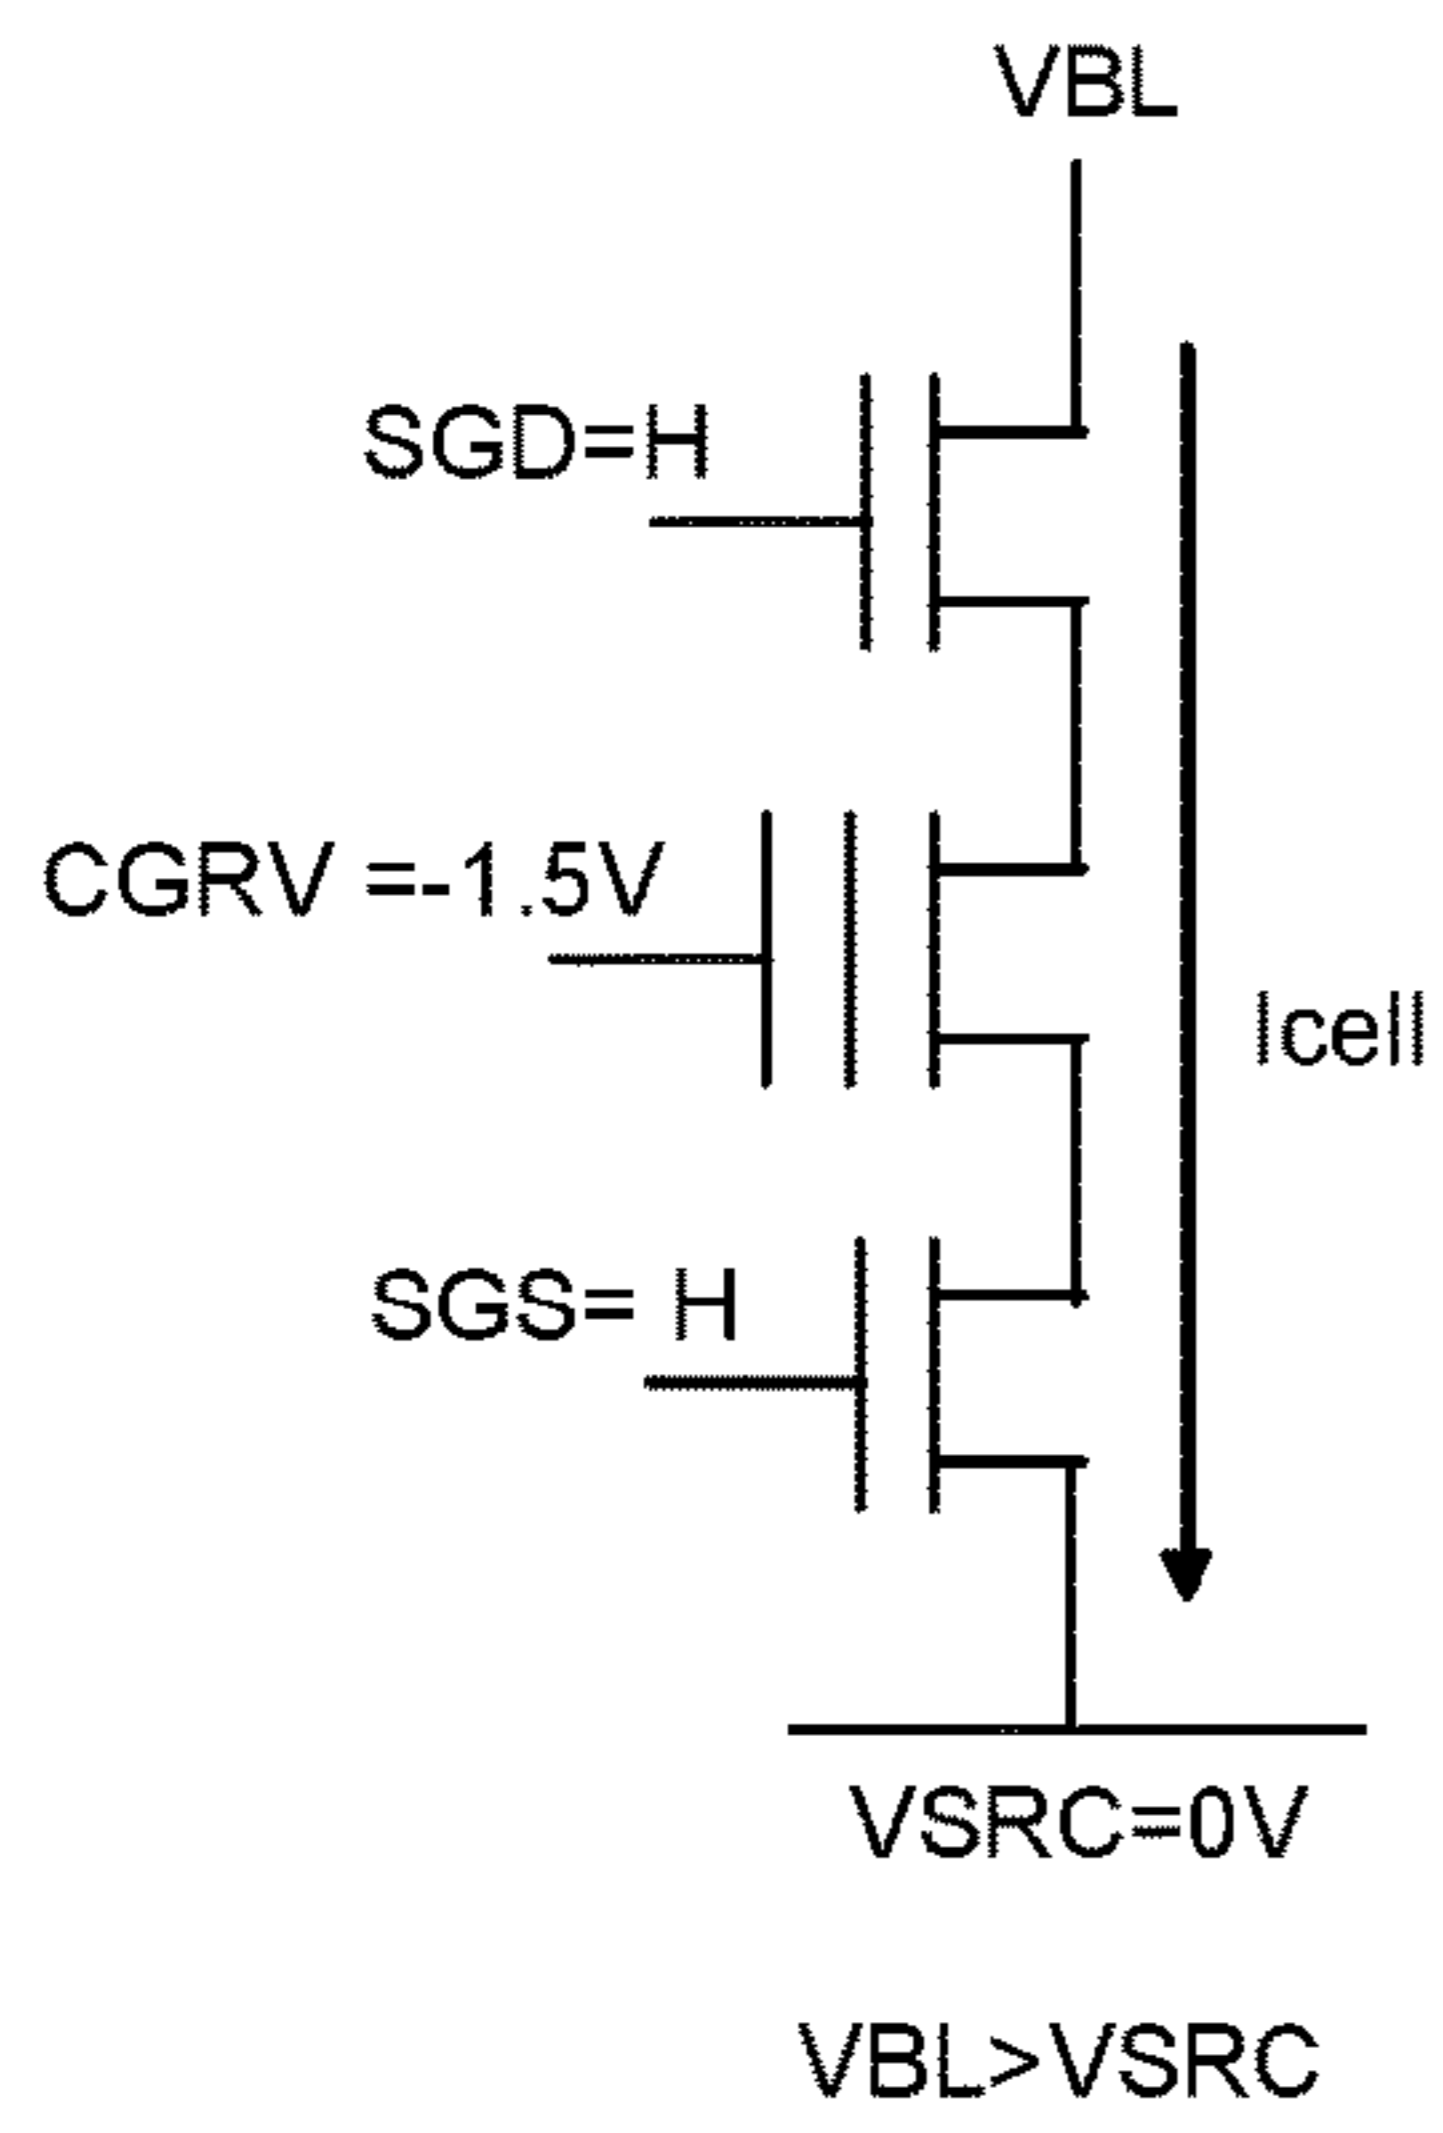 VBL
SGD=H
CGRV =-1.5V
Icell
SGS= H
VSRC=0V
VBL>VSRC